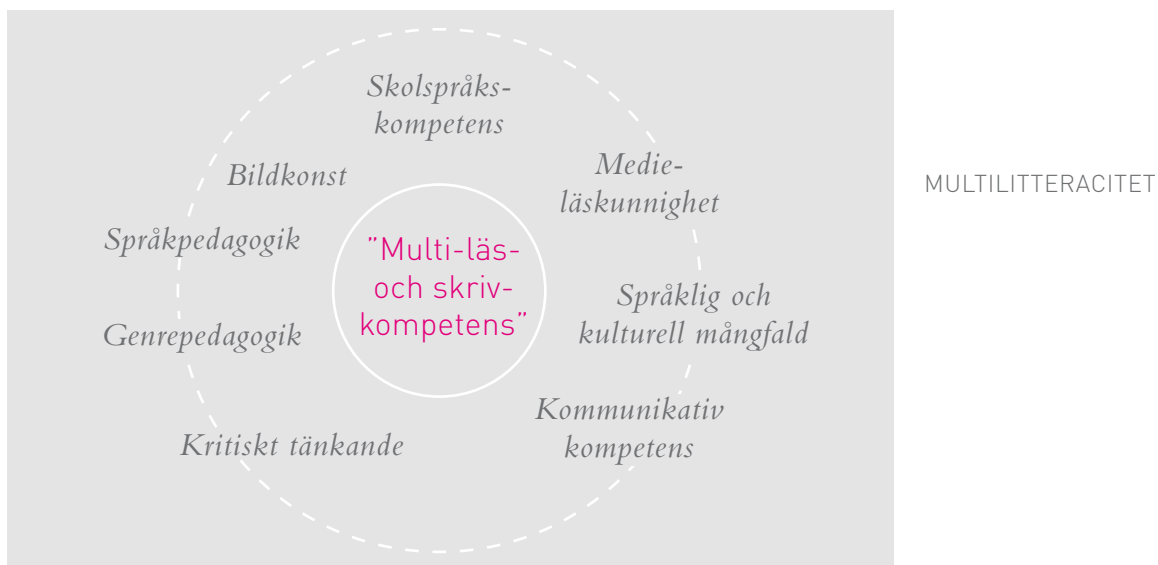 Skolspråks-
kompetens
Bildkonst
Medie-
läskunnighet
MULTILITTERACITET
Språkpedagogik
”Multi-läs-
och skriv-
kompetens”
Språklig och
kulturell mångfald
Genrepedagogik
Kommunikativ
kompetens
Kritiskt tänkande